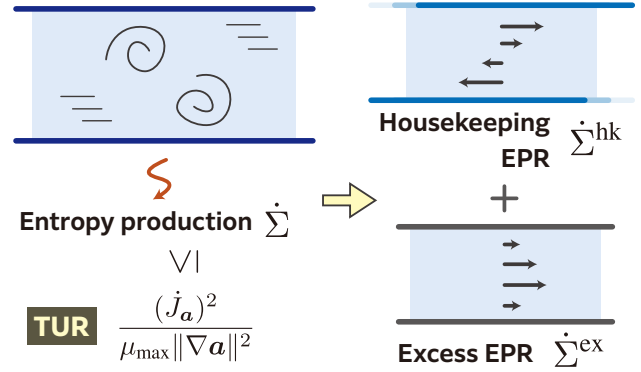 Entropy production Σ̇
≥
TUR (J̇_a)² / μ_max‖∇a‖²
Housekeeping
EPR Σ̇^hk
+
Excess EPR Σ̇^ex